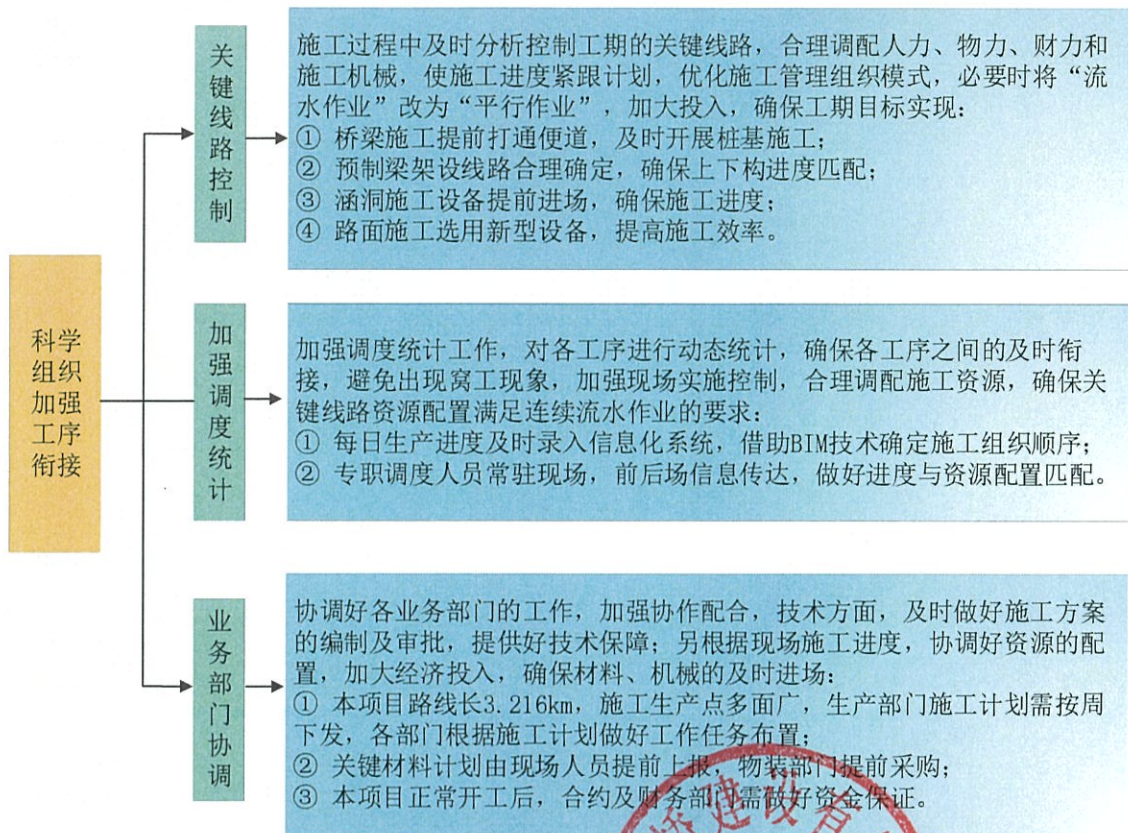 科学
组织
加强
工序
衔接
关键线路控制
施工过程中及时分析控制工期的关键线路，合理调配人力、物力、财力和
施工机械，使施工进度紧跟计划，优化施工管理组织模式，必要时将“流
水作业”改为“平行作业”，加大投入，确保工期目标实现：
① 桥梁施工提前打通便道，及时开展桩基施工；
② 预制梁架设线路合理确定，确保上下构进度匹配；
③ 涵洞施工设备提前进场，确保施工进度；
④ 路面施工选用新型设备，提高施工效率。
加强调度统计
加强调度统计工作，对各工序进行动态统计，确保各工序之间的及时衔
接，避免出现窝工现象，加强现场实施控制，合理调配施工资源，确保关
键线路资源配置满足连续流水作业的要求：
① 每日生产进度及时录入信息化系统，借助BIM技术确定施工组织顺序；
② 专职调度人员常驻现场，前后场信息传达，做好进度与资源配置匹配。
业务部门协调
协调好各业务部门的工作，加强协作配合，技术方面，及时做好施工方案
的编制及审批，提供好技术保障；另根据现场施工进度，协调好资源的配
置，加大经济投入，确保材料、机械的及时进场：
① 本项目路线长3.216km，施工生产点多面广，生产部门施工计划需按周
下发，各部门根据施工计划做好工作任务布置；
② 关键材料计划由现场人员提前上报，物装部门提前采购；
③ 本项目正常开工后，合约及财务部门需做好资金保证。
建设